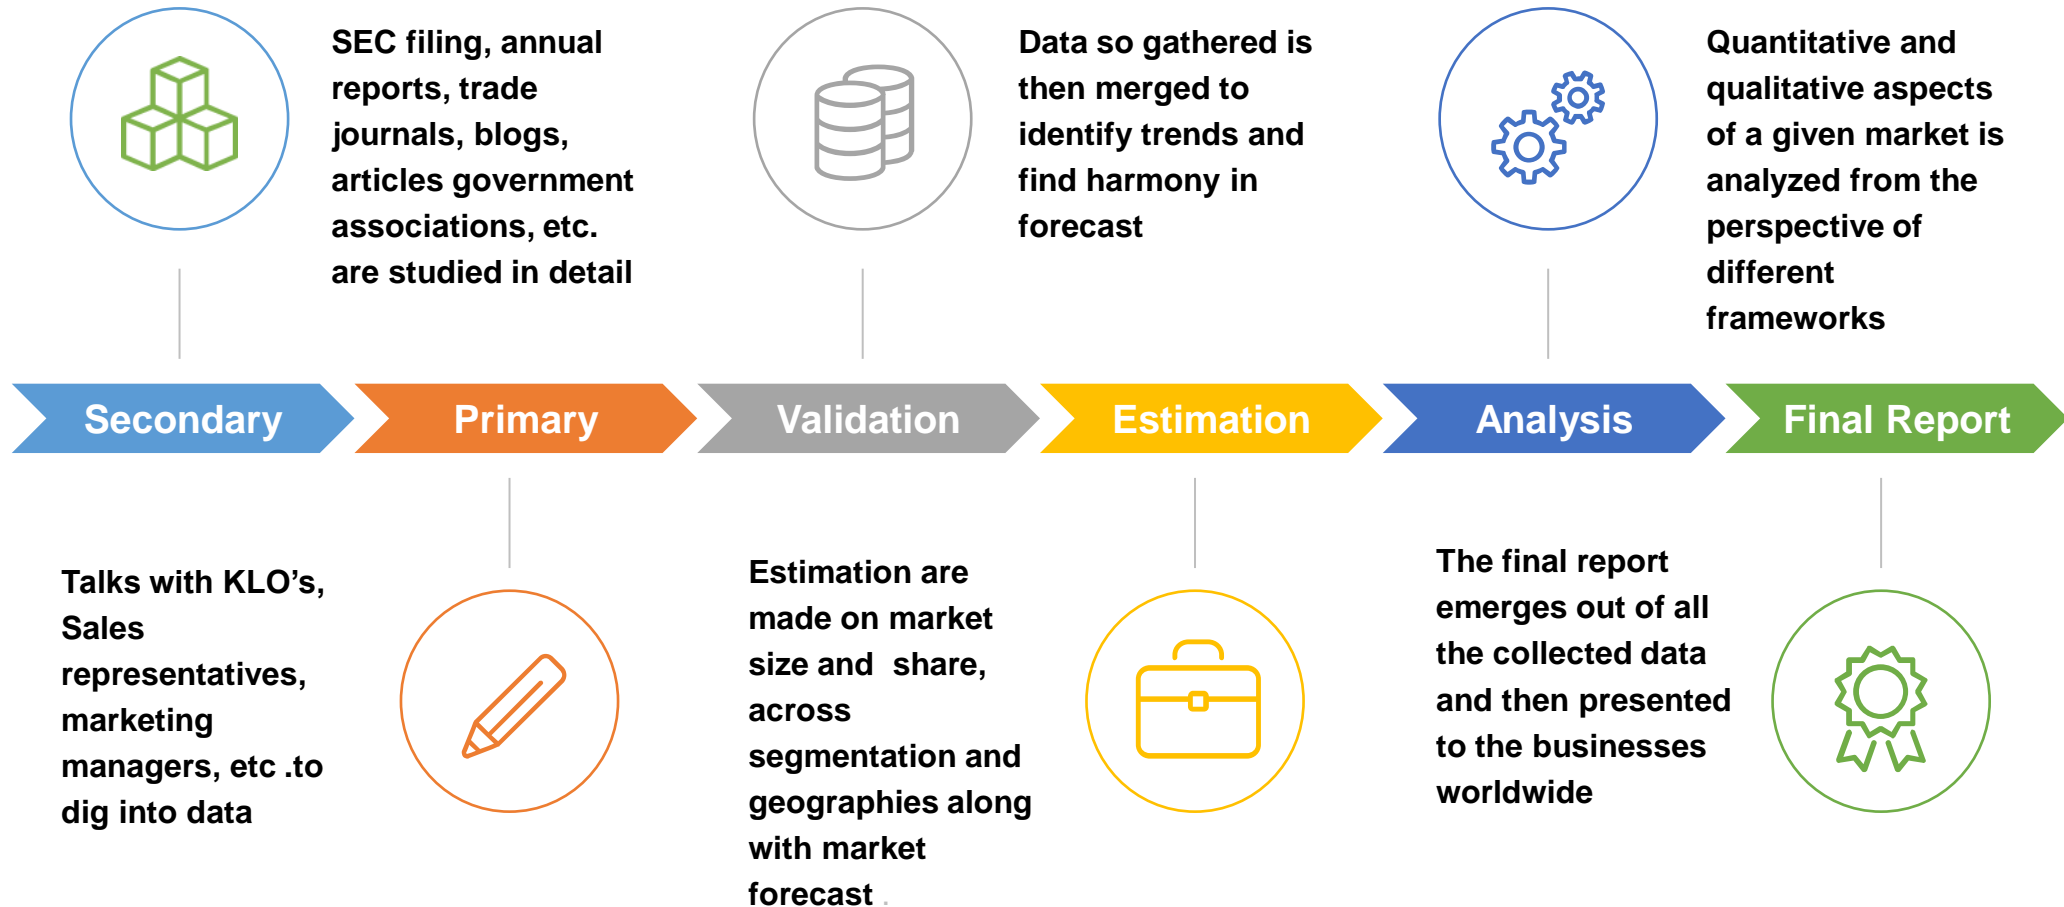 SEC filing, annual
reports, trade
journals, blogs,
articles government
associations, etc.
are studied in detail
Data so gathered is
then merged to
identify trends and
find harmony in
forecast
Quantitative and
qualitative aspects
of a given market is
analyzed from the
perspective of
different
frameworks
Secondary
Primary
Validation
Estimation
Analysis
Final Report
Talks with KLO’s,
Sales
representatives,
marketing
managers, etc .to
dig into data
Estimation are
made on market
size and  share,
across
segmentation and
geographies along
with market
forecast .
The final report
emerges out of all
the collected data
and then presented
to the businesses
worldwide